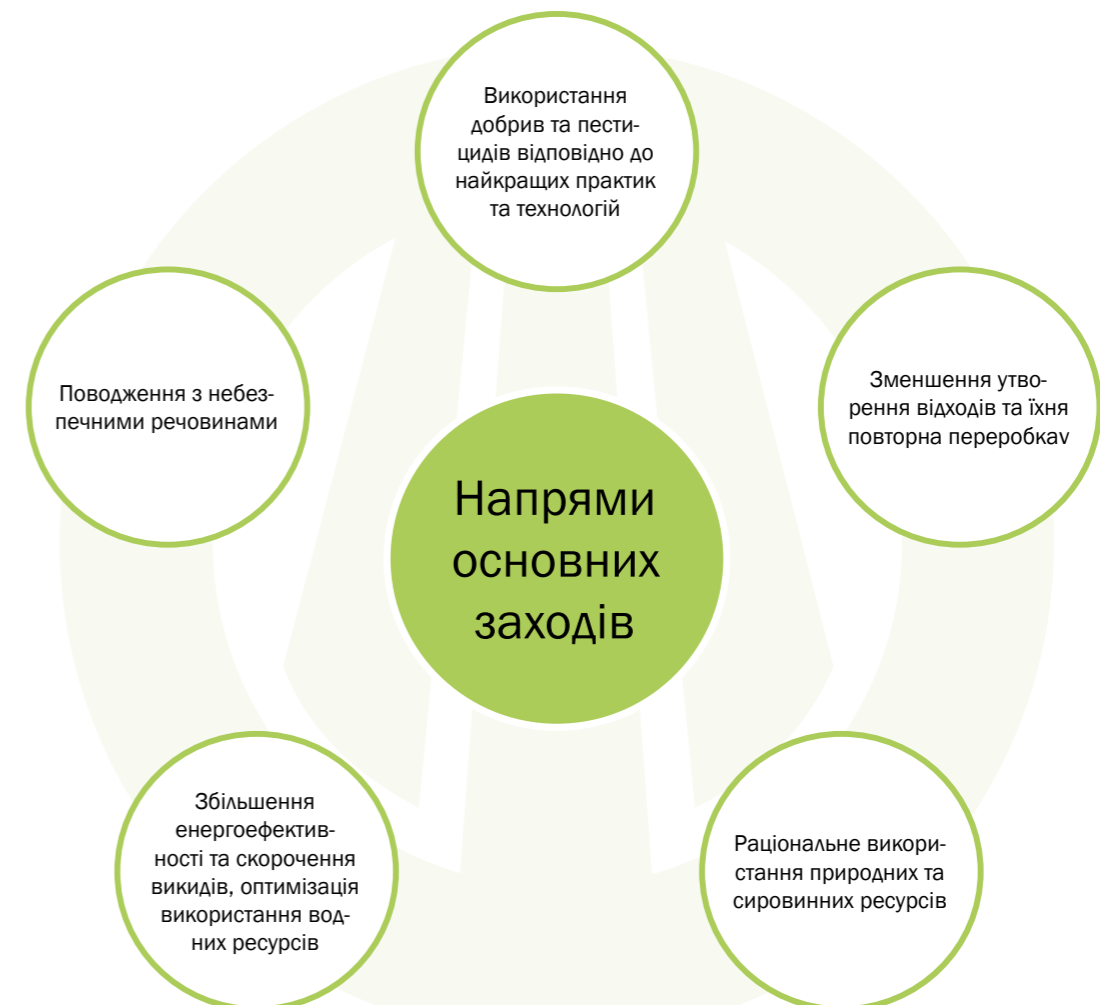 Використання
добрив та пести-
цидів відповідно до
найкращих практик
та технологій
Поводження з небез-
печними речовинами
Зменшення утво-
рення відходів та їхня
повторна переробкаv
Напрями
основних
заходів
Збільшення
енергоефектив-
ності та скорочення
викидів, оптимізація
використання вод-
них ресурсів
Раціональне викори-
стання природних та
сировинних ресурсів